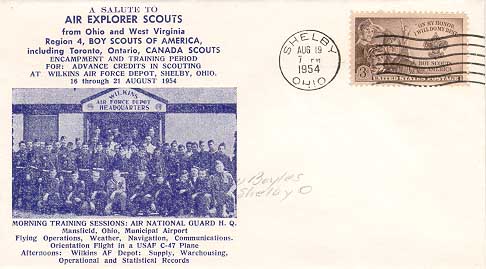 A SALUTE TO
AIR EXPLORER SCOUTS
from Ohio and West Virginia
Region 4, BOY SCOUTS OF AMERICA,
including Toronto, Ontario, CANADA SCOUTS
ENCAMPMENT AND TRAINING PERIOD
FOR: ADVANCE CREDITS IN SCOUTING
AT WILKINS AIR FORCE DEPOT, SHELBY, OHIO.
16 through 21 AUGUST 1954
WILKINS
AIR FORCE DEPOT
HEADQUARTERS
MORNING TRAINING SESSIONS: AIR NATIONAL GUARD H. Q.
Mansfield, Ohio, Municipal Airport
Flying Operations, Weather, Navigation, Communications.
Orientation Flight in a USAF C-47 Plane
Afternoons: Wilkins AF Depot: Supply, Warehousing,
Operational and Statistical Records
SHELBY
AUG 19
7 PM
1954
OHIO
ON MY HONOR
I WILL DO MY BEST
BOY SCOUTS
OF AMERICA
3¢
UNITED STATES POSTAGE
Boyles
Shelby O